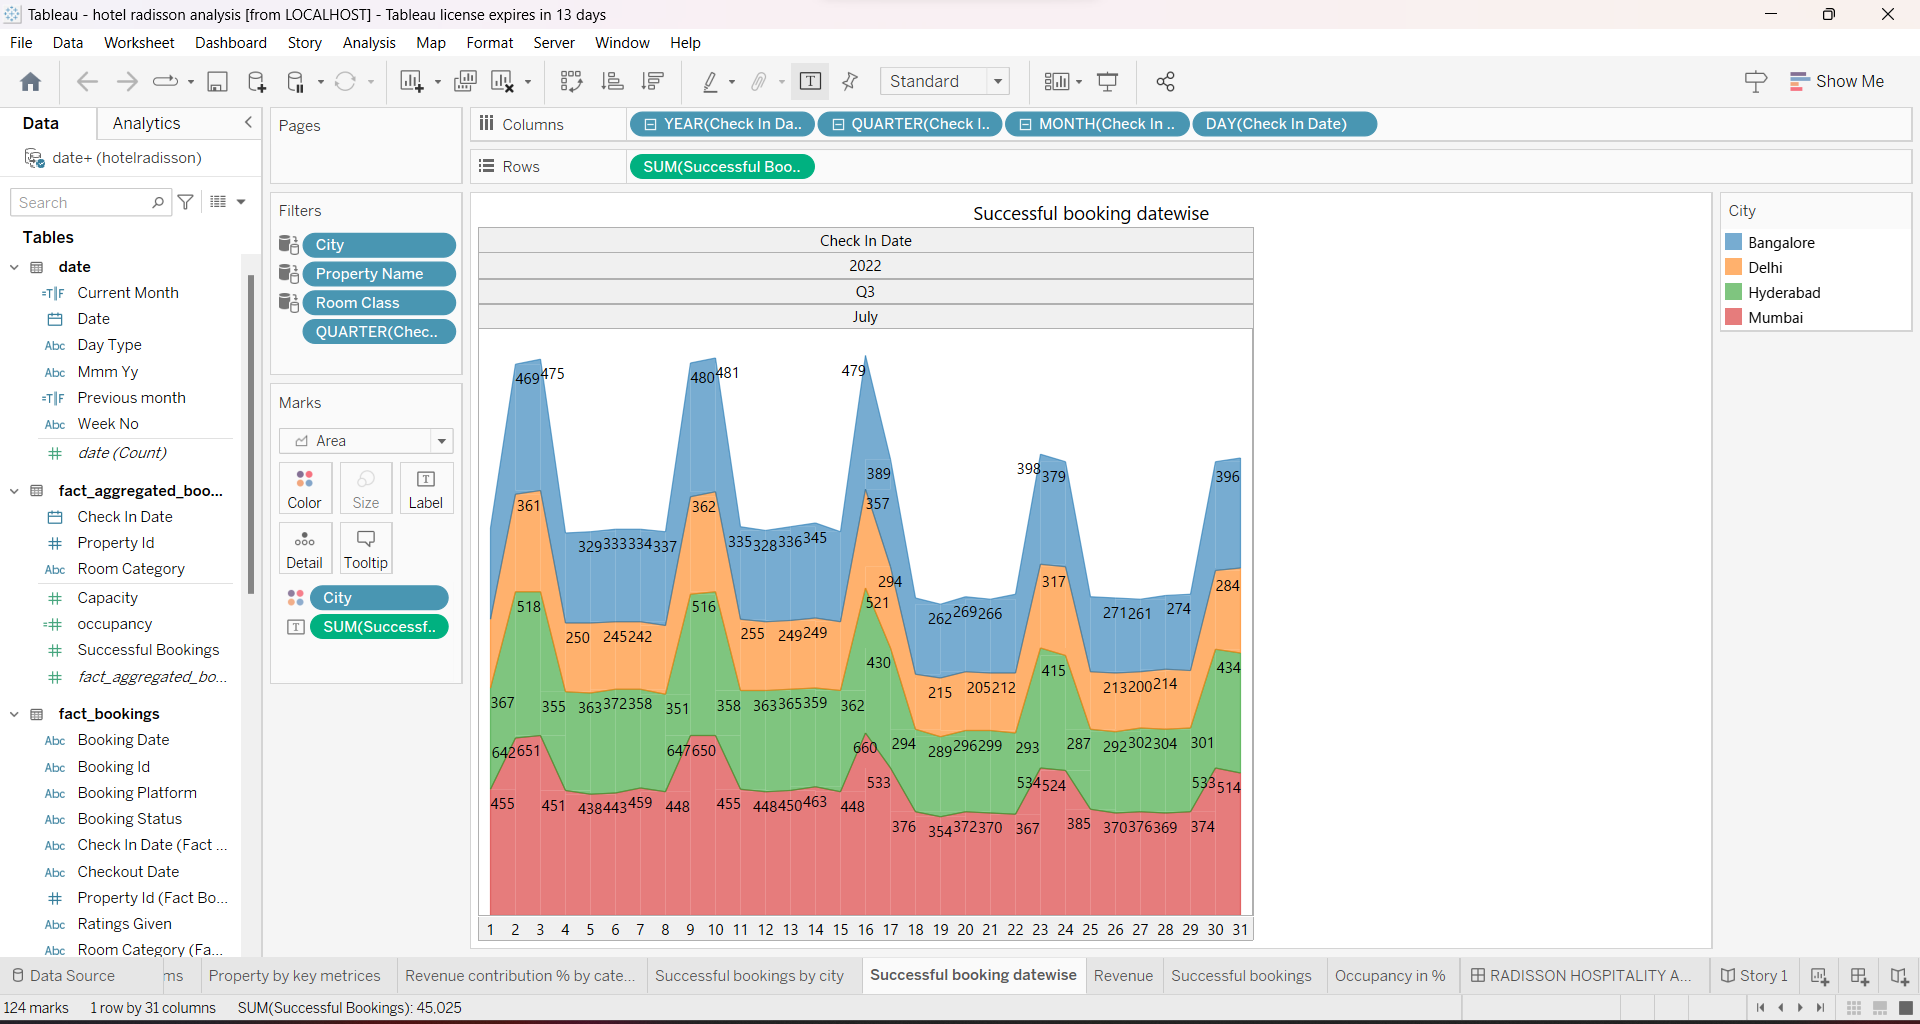 Tableau - hotel radisson analysis [from LOCALHOST] - Tableau license expires in 13 days
File Data Worksheet Dashboard Story Analysis Map Format Server Window Help
Standard
Show Me
Data Analytics
date+ (hotelradisson)
Search
Tables
date
Current Month
Date
Abc Day Type
Abc Mmm Yy
Previous month
Abc Week No
date (Count)
fact_aggregated_boo...
Check In Date
Property Id
Abc Room Category
Capacity
occupancy
Successful Bookings
fact_aggregated_bo...
fact_bookings
Abc Booking Date
Abc Booking Id
Abc Booking Platform
Abc Booking Status
Abc Check In Date (Fact ...
Abc Checkout Date
Property Id (Fact Bo...
Abc Ratings Given
Abc Room Category (Fa...
Pages
Filters
City
Property Name
Room Class
QUARTER(Chec..
Marks
Area
Color Size Label
Detail Tooltip
City
SUM(Successf..
Columns YEAR(Check In Da.. QUARTER(Check I.. MONTH(Check In .. DAY(Check In Date)
Rows SUM(Successful Boo..
Successful booking datewise
Check In Date
2022
Q3
July
469 475 480 481 479 389 398 379 396
329 333 334 337 335 328 336 345 262 269 266 271 261 274
361 362 357 294 317 284
250 245 242 255 249 249 215 205 212 213 200 214
518 516 521 430 415 434
367 355 363 372 358 351 358 363 365 359 362 294 289 296 299 293 287 292 302 304 301
642 651 647 650 660 533 534 524 533 514
455 451 438 443 459 448 455 448 450 463 448 376 354 372 370 367 385 370 376 369 374
1 2 3 4 5 6 7 8 9 10 11 12 13 14 15 16 17 18 19 20 21 22 23 24 25 26 27 28 29 30 31
City
Bangalore
Delhi
Hyderabad
Mumbai
Data Source ms Property by key metrices Revenue contribution % by cate... Successful bookings by city Successful booking datewise Revenue Successful bookings Occupancy in % RADISSON HOSPITALITY A... Story 1
124 marks 1 row by 31 columns SUM(Successful Bookings): 45,025